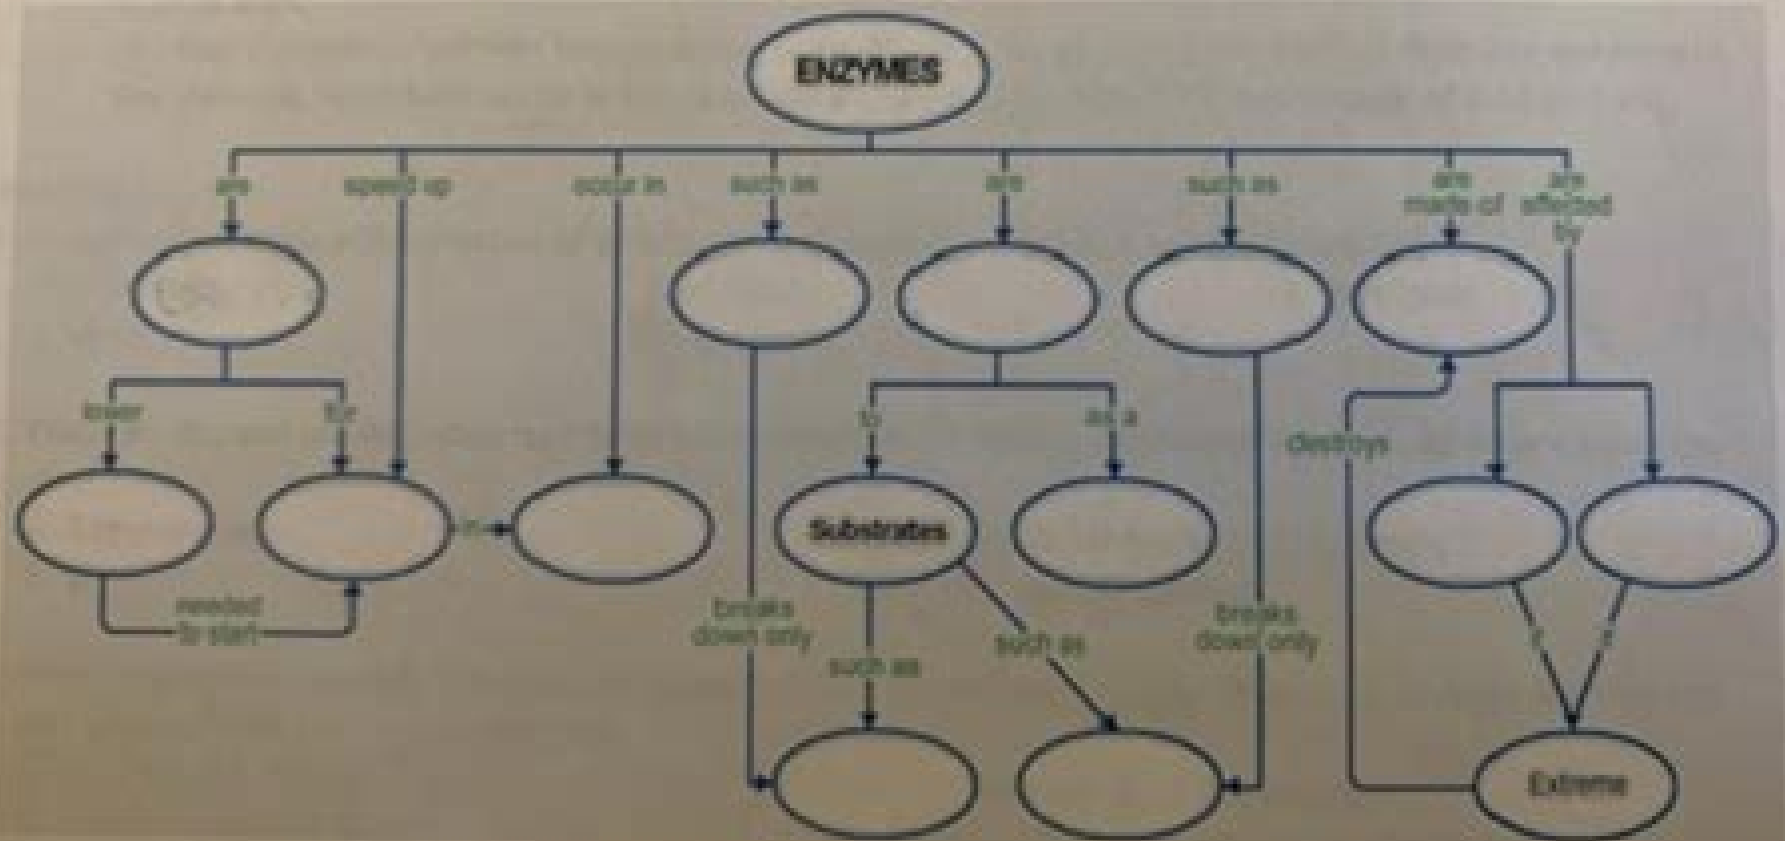 ENZYMES
are
speed up
occur in
such as
are
such as
are
made of
are
affected
by
lower
for
to
as a
destroys
in
Substrates
needed
to start
breaks
down only
such as
such as
breaks
down only
if
if
Extreme